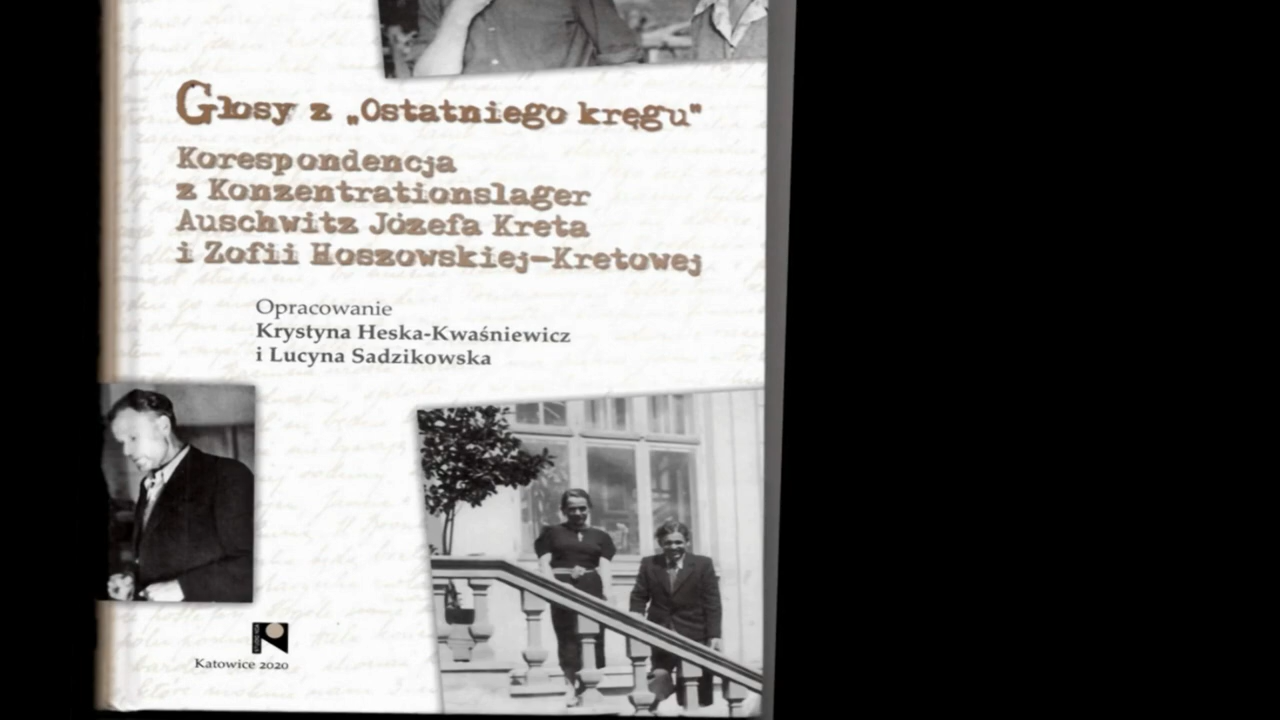 Głosy z „Ostatniego kręgu"
Korespondencja
z Konzentrationslager
Auschwitz Józefa Kreta
i Zofii Hoszowskiej-Kretowej
Opracowanie
Krystyna Heska-Kwaśniewicz
i Lucyna Sadzikowska
Katowice 2020